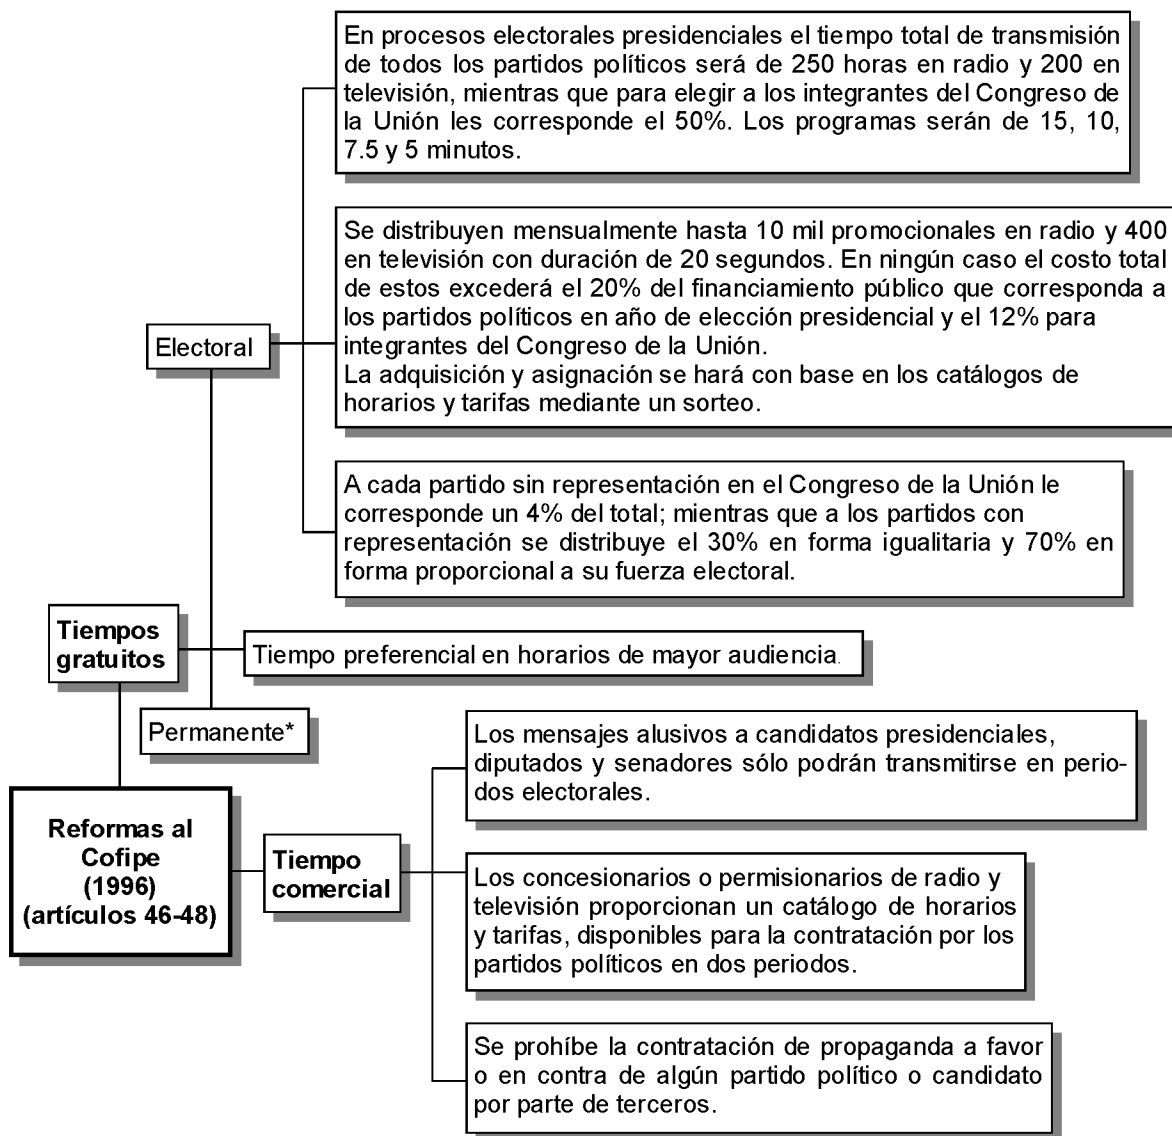 En procesos electorales presidenciales el tiempo total de transmisión
de todos los partidos políticos será de 250 horas en radio y 200 en
televisión, mientras que para elegir a los integrantes del Congreso de
la Unión les corresponde el 50%. Los programas serán de 15, 10,
7.5 y 5 minutos.
Se distribuyen mensualmente hasta 10 mil promocionales en radio y 400
en televisión con duración de 20 segundos. En ningún caso el costo total
de estos excederá el 20% del financiamiento público que corresponda a
los partidos políticos en año de elección presidencial y el 12% para
integrantes del Congreso de la Unión.
La adquisición y asignación se hará con base en los catálogos de
horarios y tarifas mediante un sorteo.
Electoral
A cada partido sin representación en el Congreso de la Unión le
corresponde un 4% del total; mientras que a los partidos con
representación se distribuye el 30% en forma igualitaria y 70% en
forma proporcional a su fuerza electoral.
Tiempos
gratuitos
Tiempo preferencial en horarios de mayor audiencia.
Permanente*
Los mensajes alusivos a candidatos presidenciales,
diputados y senadores sólo podrán transmitirse en perio-
dos electorales.
Reformas al
Cofipe
(1996)
(artículos 46-48)
Tiempo
comercial
Los concesionarios o permisionarios de radio y
televisión proporcionan un catálogo de horarios
y tarifas, disponibles para la contratación por los
partidos políticos en dos periodos.
Se prohíbe la contratación de propaganda a favor
o en contra de algún partido político o candidato
por parte de terceros.